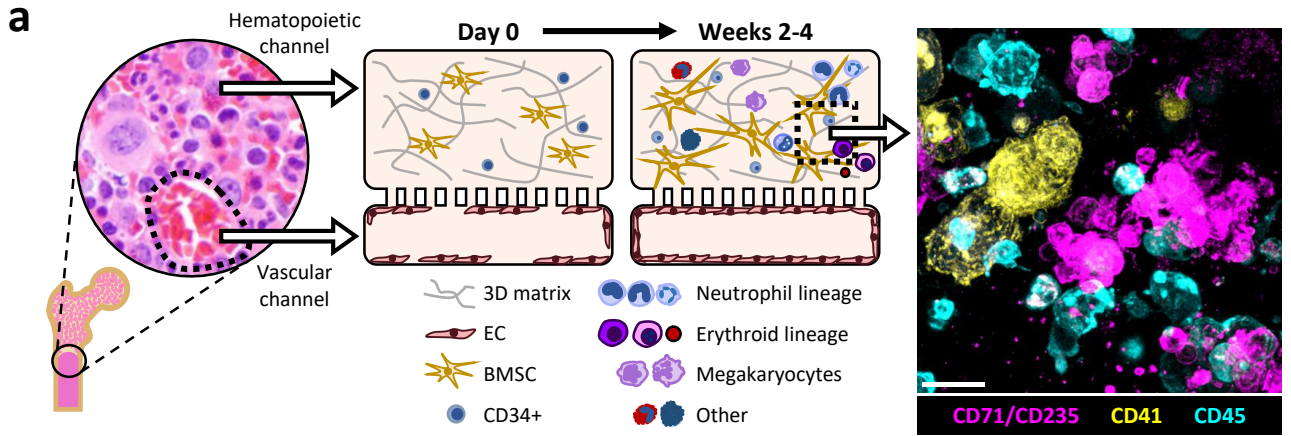 a
Hematopoietic
channel
Day 0
Weeks 2-4
Vascular
channel
3D matrix
Neutrophil lineage
EC
Erythroid lineage
BMSC
Megakaryocytes
CD34+
Other
CD71/CD235 CD41 CD45